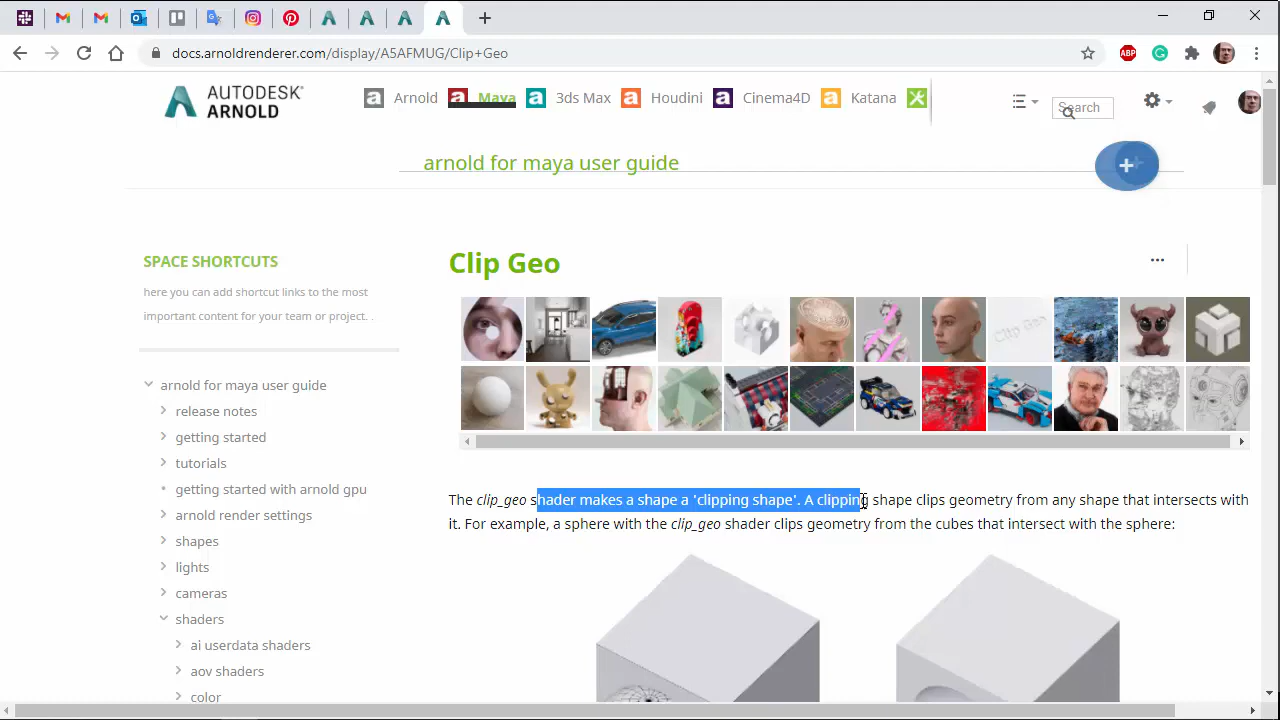 docs.arnoldrenderer.com/display/A5AFMUG/Clip+Geo
ABP
AUTODESK
ARNOLD
Arnold
Maya
3ds Max
Houdini
Cinema4D
Katana
Search
arnold for maya user guide
SPACE SHORTCUTS
here you can add shortcut links to the most
important content for your team or project. .
arnold for maya user guide
release notes
getting started
tutorials
getting started with arnold gpu
arnold render settings
shapes
lights
cameras
shaders
ai userdata shaders
aov shaders
color
Clip Geo
Clip Geo
The clip_geo shader makes a shape a 'clipping shape'. A clipping shape clips geometry from any shape that intersects with
it. For example, a sphere with the clip_geo shader clips geometry from the cubes that intersect with the sphere: